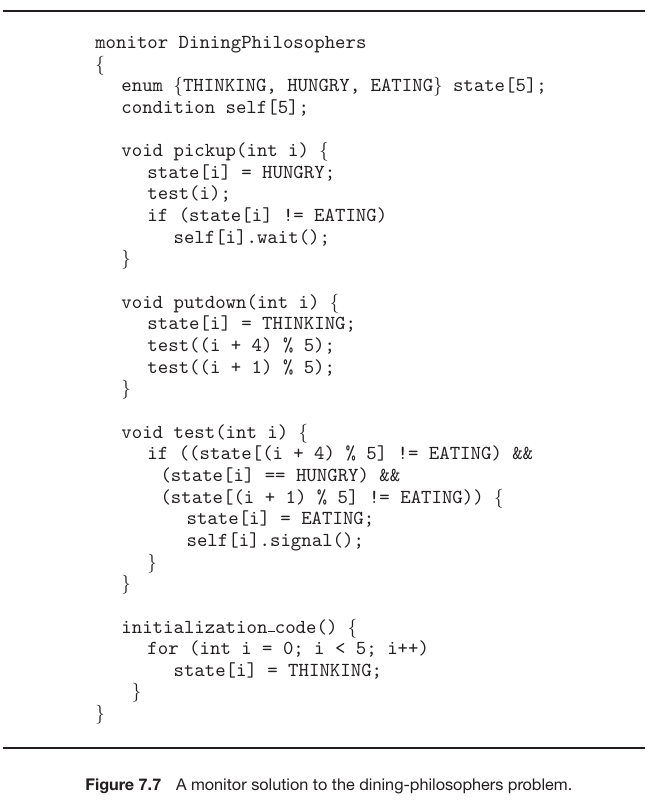 monitor DiningPhilosophers
{
enum {THINKING, HUNGRY, EATING} state[5];
condition self[5];
void pickup(int i) {
state[i] = HUNGRY;
test(i);
if (state[i] != EATING)
self[i].wait();
}
void putdown(int i) {
state[i] = THINKING;
test((i + 4) % 5);
test((i + 1) % 5);
}
void test(int i) {
if ((state[(i + 4) % 5] != EATING) &&
(state[i] == HUNGRY) &&
(state[(i + 1) % 5] != EATING)) {
state[i] = EATING;
self[i].signal();
}
}
initialization_code() {
for (int i = 0; i < 5; i++)
state[i] = THINKING;
}
}
Figure 7.7 A monitor solution to the dining-philosophers problem.